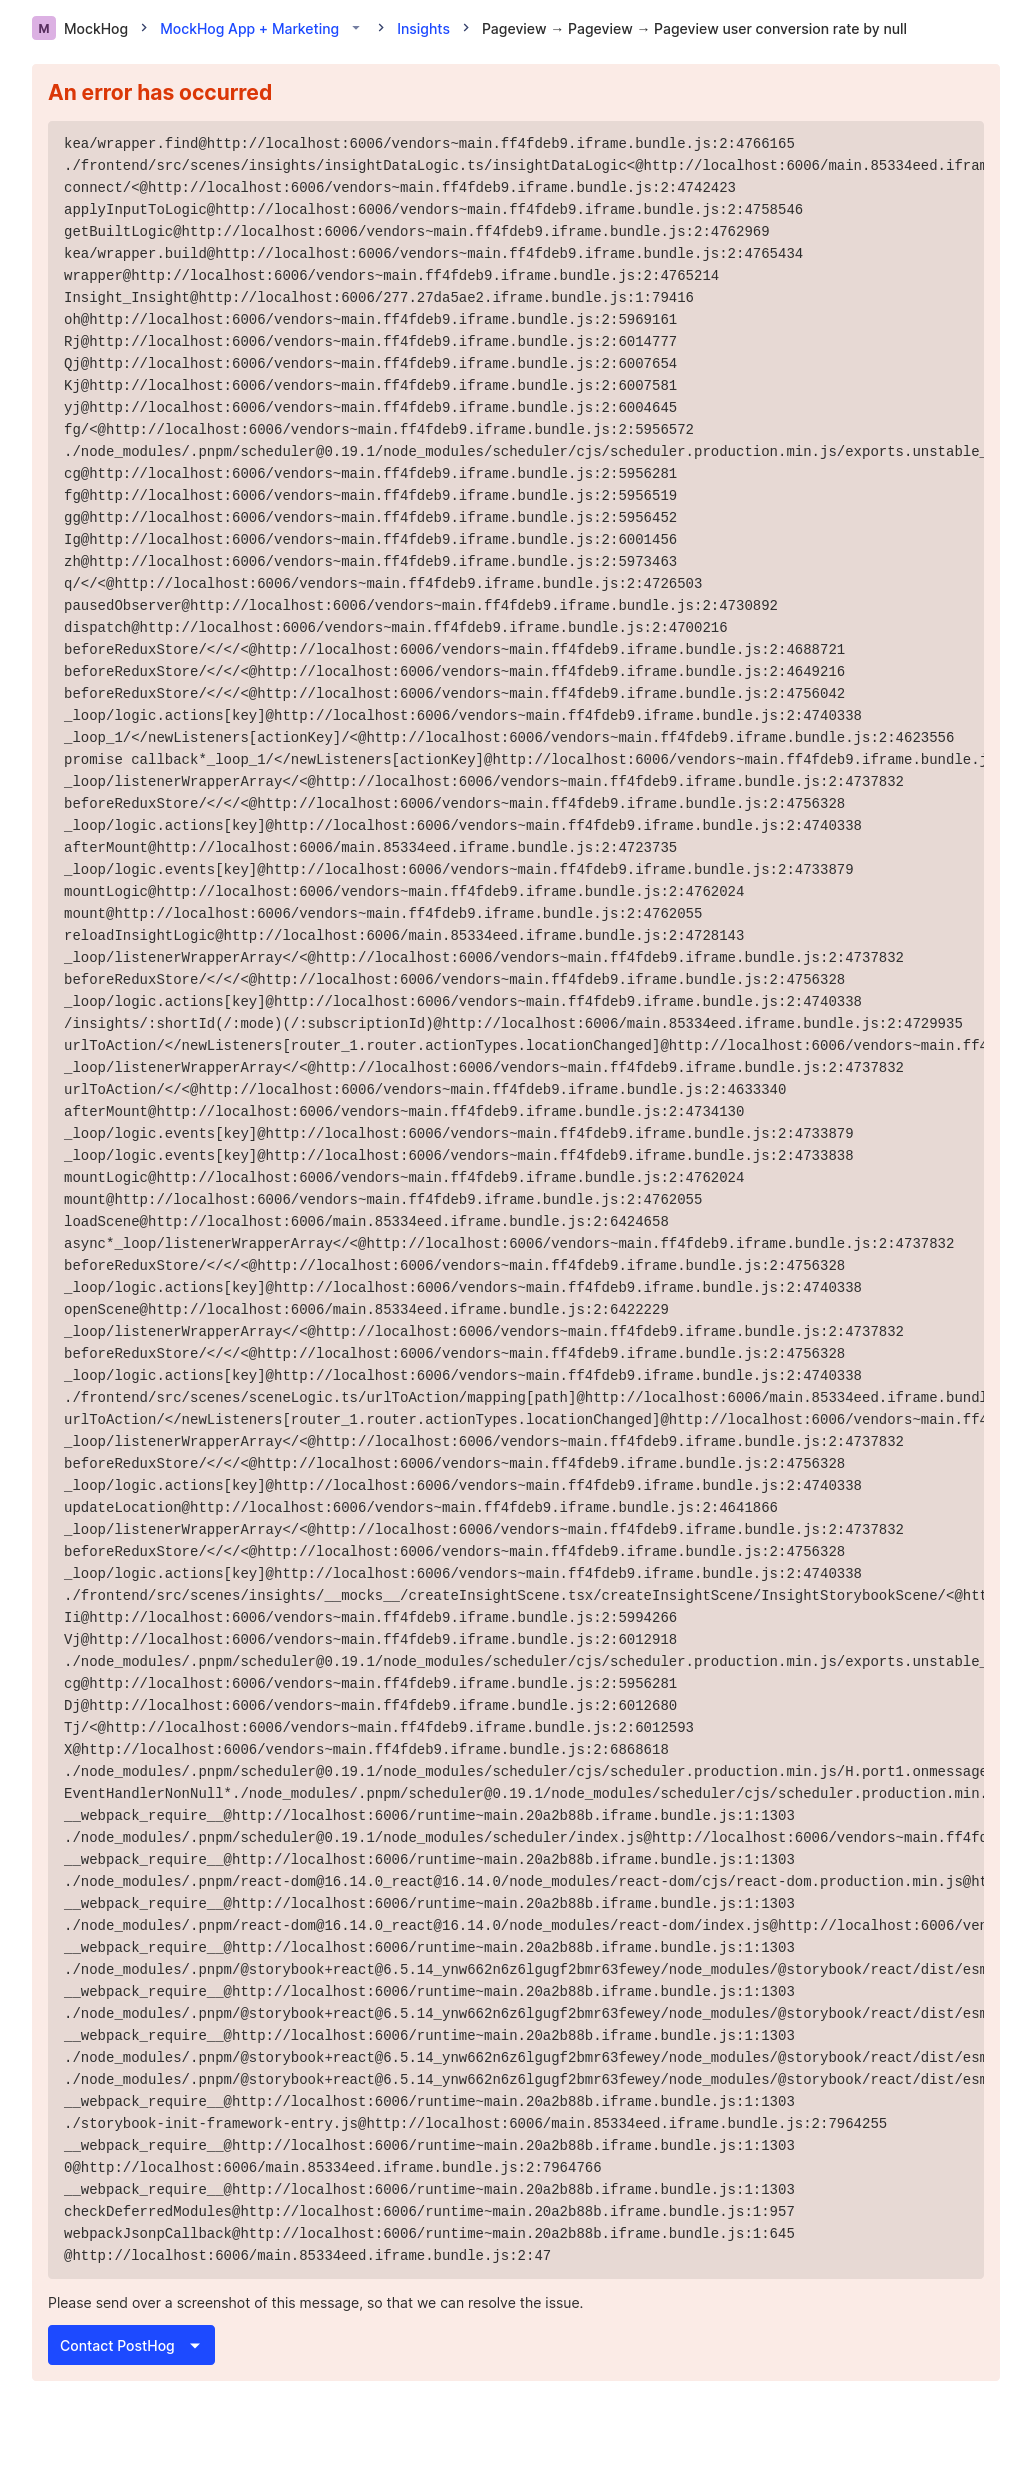 M MockHog > MockHog App + Marketing > Insights > Pageview → Pageview → Pageview user conversion rate by null
An error has occurred
kea/wrapper.find@http://localhost:6006/vendors~main.ff4fdeb9.iframe.bundle.js:2:4766165
./frontend/src/scenes/insights/insightDataLogic.ts/insightDataLogic<@http://localhost:6006/main.85334eed.ifram
connect/<@http://localhost:6006/vendors~main.ff4fdeb9.iframe.bundle.js:2:4742423
applyInputToLogic@http://localhost:6006/vendors~main.ff4fdeb9.iframe.bundle.js:2:4758546
getBuiltLogic@http://localhost:6006/vendors~main.ff4fdeb9.iframe.bundle.js:2:4762969
kea/wrapper.build@http://localhost:6006/vendors~main.ff4fdeb9.iframe.bundle.js:2:4765434
wrapper@http://localhost:6006/vendors~main.ff4fdeb9.iframe.bundle.js:2:4765214
Insight_Insight@http://localhost:6006/277.27da5ae2.iframe.bundle.js:1:79416
oh@http://localhost:6006/vendors~main.ff4fdeb9.iframe.bundle.js:2:5969161
Rj@http://localhost:6006/vendors~main.ff4fdeb9.iframe.bundle.js:2:6014777
Qj@http://localhost:6006/vendors~main.ff4fdeb9.iframe.bundle.js:2:6007654
Kj@http://localhost:6006/vendors~main.ff4fdeb9.iframe.bundle.js:2:6007581
yj@http://localhost:6006/vendors~main.ff4fdeb9.iframe.bundle.js:2:6004645
fg/<@http://localhost:6006/vendors~main.ff4fdeb9.iframe.bundle.js:2:5956572
./node_modules/.pnpm/scheduler@0.19.1/node_modules/scheduler/cjs/scheduler.production.min.js/exports.unstable_
cg@http://localhost:6006/vendors~main.ff4fdeb9.iframe.bundle.js:2:5956281
fg@http://localhost:6006/vendors~main.ff4fdeb9.iframe.bundle.js:2:5956519
gg@http://localhost:6006/vendors~main.ff4fdeb9.iframe.bundle.js:2:5956452
Ig@http://localhost:6006/vendors~main.ff4fdeb9.iframe.bundle.js:2:6001456
zh@http://localhost:6006/vendors~main.ff4fdeb9.iframe.bundle.js:2:5973463
q/</<@http://localhost:6006/vendors~main.ff4fdeb9.iframe.bundle.js:2:4726503
pausedObserver@http://localhost:6006/vendors~main.ff4fdeb9.iframe.bundle.js:2:4730892
dispatch@http://localhost:6006/vendors~main.ff4fdeb9.iframe.bundle.js:2:4700216
beforeReduxStore/</</<@http://localhost:6006/vendors~main.ff4fdeb9.iframe.bundle.js:2:4688721
beforeReduxStore/</</<@http://localhost:6006/vendors~main.ff4fdeb9.iframe.bundle.js:2:4649216
beforeReduxStore/</</<@http://localhost:6006/vendors~main.ff4fdeb9.iframe.bundle.js:2:4756042
_loop/logic.actions[key]@http://localhost:6006/vendors~main.ff4fdeb9.iframe.bundle.js:2:4740338
_loop_1/</newListeners[actionKey]/<@http://localhost:6006/vendors~main.ff4fdeb9.iframe.bundle.js:2:4623556
promise callback*_loop_1/</newListeners[actionKey]@http://localhost:6006/vendors~main.ff4fdeb9.iframe.bundle.j
_loop/listenerWrapperArray</<@http://localhost:6006/vendors~main.ff4fdeb9.iframe.bundle.js:2:4737832
beforeReduxStore/</</<@http://localhost:6006/vendors~main.ff4fdeb9.iframe.bundle.js:2:4756328
_loop/logic.actions[key]@http://localhost:6006/vendors~main.ff4fdeb9.iframe.bundle.js:2:4740338
afterMount@http://localhost:6006/main.85334eed.iframe.bundle.js:2:4723735
_loop/logic.events[key]@http://localhost:6006/vendors~main.ff4fdeb9.iframe.bundle.js:2:4733879
mountLogic@http://localhost:6006/vendors~main.ff4fdeb9.iframe.bundle.js:2:4762024
mount@http://localhost:6006/vendors~main.ff4fdeb9.iframe.bundle.js:2:4762055
reloadInsightLogic@http://localhost:6006/main.85334eed.iframe.bundle.js:2:4728143
_loop/listenerWrapperArray</<@http://localhost:6006/vendors~main.ff4fdeb9.iframe.bundle.js:2:4737832
beforeReduxStore/</</<@http://localhost:6006/vendors~main.ff4fdeb9.iframe.bundle.js:2:4756328
_loop/logic.actions[key]@http://localhost:6006/vendors~main.ff4fdeb9.iframe.bundle.js:2:4740338
/insights/:shortId(/:mode)(/:subscriptionId)@http://localhost:6006/main.85334eed.iframe.bundle.js:2:4729935
urlToAction/</newListeners[router_1.router.actionTypes.locationChanged]@http://localhost:6006/vendors~main.ff4
_loop/listenerWrapperArray</<@http://localhost:6006/vendors~main.ff4fdeb9.iframe.bundle.js:2:4737832
urlToAction/</<@http://localhost:6006/vendors~main.ff4fdeb9.iframe.bundle.js:2:4633340
afterMount@http://localhost:6006/vendors~main.ff4fdeb9.iframe.bundle.js:2:4734130
_loop/logic.events[key]@http://localhost:6006/vendors~main.ff4fdeb9.iframe.bundle.js:2:4733879
_loop/logic.events[key]@http://localhost:6006/vendors~main.ff4fdeb9.iframe.bundle.js:2:4733838
mountLogic@http://localhost:6006/vendors~main.ff4fdeb9.iframe.bundle.js:2:4762024
mount@http://localhost:6006/vendors~main.ff4fdeb9.iframe.bundle.js:2:4762055
loadScene@http://localhost:6006/main.85334eed.iframe.bundle.js:2:6424658
async*_loop/listenerWrapperArray</<@http://localhost:6006/vendors~main.ff4fdeb9.iframe.bundle.js:2:4737832
beforeReduxStore/</</<@http://localhost:6006/vendors~main.ff4fdeb9.iframe.bundle.js:2:4756328
_loop/logic.actions[key]@http://localhost:6006/vendors~main.ff4fdeb9.iframe.bundle.js:2:4740338
openScene@http://localhost:6006/main.85334eed.iframe.bundle.js:2:6422229
_loop/listenerWrapperArray</<@http://localhost:6006/vendors~main.ff4fdeb9.iframe.bundle.js:2:4737832
beforeReduxStore/</</<@http://localhost:6006/vendors~main.ff4fdeb9.iframe.bundle.js:2:4756328
_loop/logic.actions[key]@http://localhost:6006/vendors~main.ff4fdeb9.iframe.bundle.js:2:4740338
./frontend/src/scenes/sceneLogic.ts/urlToAction/mapping[path]@http://localhost:6006/main.85334eed.iframe.bundl
urlToAction/</newListeners[router_1.router.actionTypes.locationChanged]@http://localhost:6006/vendors~main.ff4
_loop/listenerWrapperArray</<@http://localhost:6006/vendors~main.ff4fdeb9.iframe.bundle.js:2:4737832
beforeReduxStore/</</<@http://localhost:6006/vendors~main.ff4fdeb9.iframe.bundle.js:2:4756328
_loop/logic.actions[key]@http://localhost:6006/vendors~main.ff4fdeb9.iframe.bundle.js:2:4740338
updateLocation@http://localhost:6006/vendors~main.ff4fdeb9.iframe.bundle.js:2:4641866
_loop/listenerWrapperArray</<@http://localhost:6006/vendors~main.ff4fdeb9.iframe.bundle.js:2:4737832
beforeReduxStore/</</<@http://localhost:6006/vendors~main.ff4fdeb9.iframe.bundle.js:2:4756328
_loop/logic.actions[key]@http://localhost:6006/vendors~main.ff4fdeb9.iframe.bundle.js:2:4740338
./frontend/src/scenes/insights/__mocks__/createInsightScene.tsx/createInsightScene/InsightStorybookScene/<@htt
Ii@http://localhost:6006/vendors~main.ff4fdeb9.iframe.bundle.js:2:5994266
Vj@http://localhost:6006/vendors~main.ff4fdeb9.iframe.bundle.js:2:6012918
./node_modules/.pnpm/scheduler@0.19.1/node_modules/scheduler/cjs/scheduler.production.min.js/exports.unstable_
cg@http://localhost:6006/vendors~main.ff4fdeb9.iframe.bundle.js:2:5956281
Dj@http://localhost:6006/vendors~main.ff4fdeb9.iframe.bundle.js:2:6012680
Tj/<@http://localhost:6006/vendors~main.ff4fdeb9.iframe.bundle.js:2:6012593
X@http://localhost:6006/vendors~main.ff4fdeb9.iframe.bundle.js:2:6868618
./node_modules/.pnpm/scheduler@0.19.1/node_modules/scheduler/cjs/scheduler.production.min.js/H.port1.onmessage
EventHandlerNonNull*./node_modules/.pnpm/scheduler@0.19.1/node_modules/scheduler/cjs/scheduler.production.min.
__webpack_require__@http://localhost:6006/runtime~main.20a2b88b.iframe.bundle.js:1:1303
./node_modules/.pnpm/scheduler@0.19.1/node_modules/scheduler/index.js@http://localhost:6006/vendors~main.ff4fd
__webpack_require__@http://localhost:6006/runtime~main.20a2b88b.iframe.bundle.js:1:1303
./node_modules/.pnpm/react-dom@16.14.0_react@16.14.0/node_modules/react-dom/cjs/react-dom.production.min.js@ht
__webpack_require__@http://localhost:6006/runtime~main.20a2b88b.iframe.bundle.js:1:1303
./node_modules/.pnpm/react-dom@16.14.0_react@16.14.0/node_modules/react-dom/index.js@http://localhost:6006/ven
__webpack_require__@http://localhost:6006/runtime~main.20a2b88b.iframe.bundle.js:1:1303
./node_modules/.pnpm/@storybook+react@6.5.14_ynw662n6z6lgugf2bmr63fewey/node_modules/@storybook/react/dist/esm
__webpack_require__@http://localhost:6006/runtime~main.20a2b88b.iframe.bundle.js:1:1303
./node_modules/.pnpm/@storybook+react@6.5.14_ynw662n6z6lgugf2bmr63fewey/node_modules/@storybook/react/dist/esm
__webpack_require__@http://localhost:6006/runtime~main.20a2b88b.iframe.bundle.js:1:1303
./node_modules/.pnpm/@storybook+react@6.5.14_ynw662n6z6lgugf2bmr63fewey/node_modules/@storybook/react/dist/esm
./node_modules/.pnpm/@storybook+react@6.5.14_ynw662n6z6lgugf2bmr63fewey/node_modules/@storybook/react/dist/esm
__webpack_require__@http://localhost:6006/runtime~main.20a2b88b.iframe.bundle.js:1:1303
./storybook-init-framework-entry.js@http://localhost:6006/main.85334eed.iframe.bundle.js:2:7964255
__webpack_require__@http://localhost:6006/runtime~main.20a2b88b.iframe.bundle.js:1:1303
0@http://localhost:6006/main.85334eed.iframe.bundle.js:2:7964766
__webpack_require__@http://localhost:6006/runtime~main.20a2b88b.iframe.bundle.js:1:1303
checkDeferredModules@http://localhost:6006/runtime~main.20a2b88b.iframe.bundle.js:1:957
webpackJsonpCallback@http://localhost:6006/runtime~main.20a2b88b.iframe.bundle.js:1:645
@http://localhost:6006/main.85334eed.iframe.bundle.js:2:47
Please send over a screenshot of this message, so that we can resolve the issue.
Contact PostHog